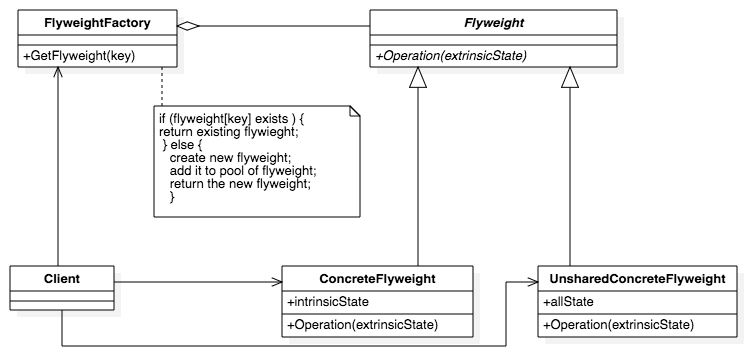 FlyweightFactory
+GetFlyweight(key)
Flyweight
+Operation(extrinsicState)
if (flyweight[key] exists ) {
return existing flywieght;
} else {
create new flyweight;
add it to pool of flyweight;
return the new flyweight;
}
Client
ConcreteFlyweight
+intrinsicState
+Operation(extrinsicState)
UnsharedConcreteFlyweight
+allState
+Operation(extrinsicState)